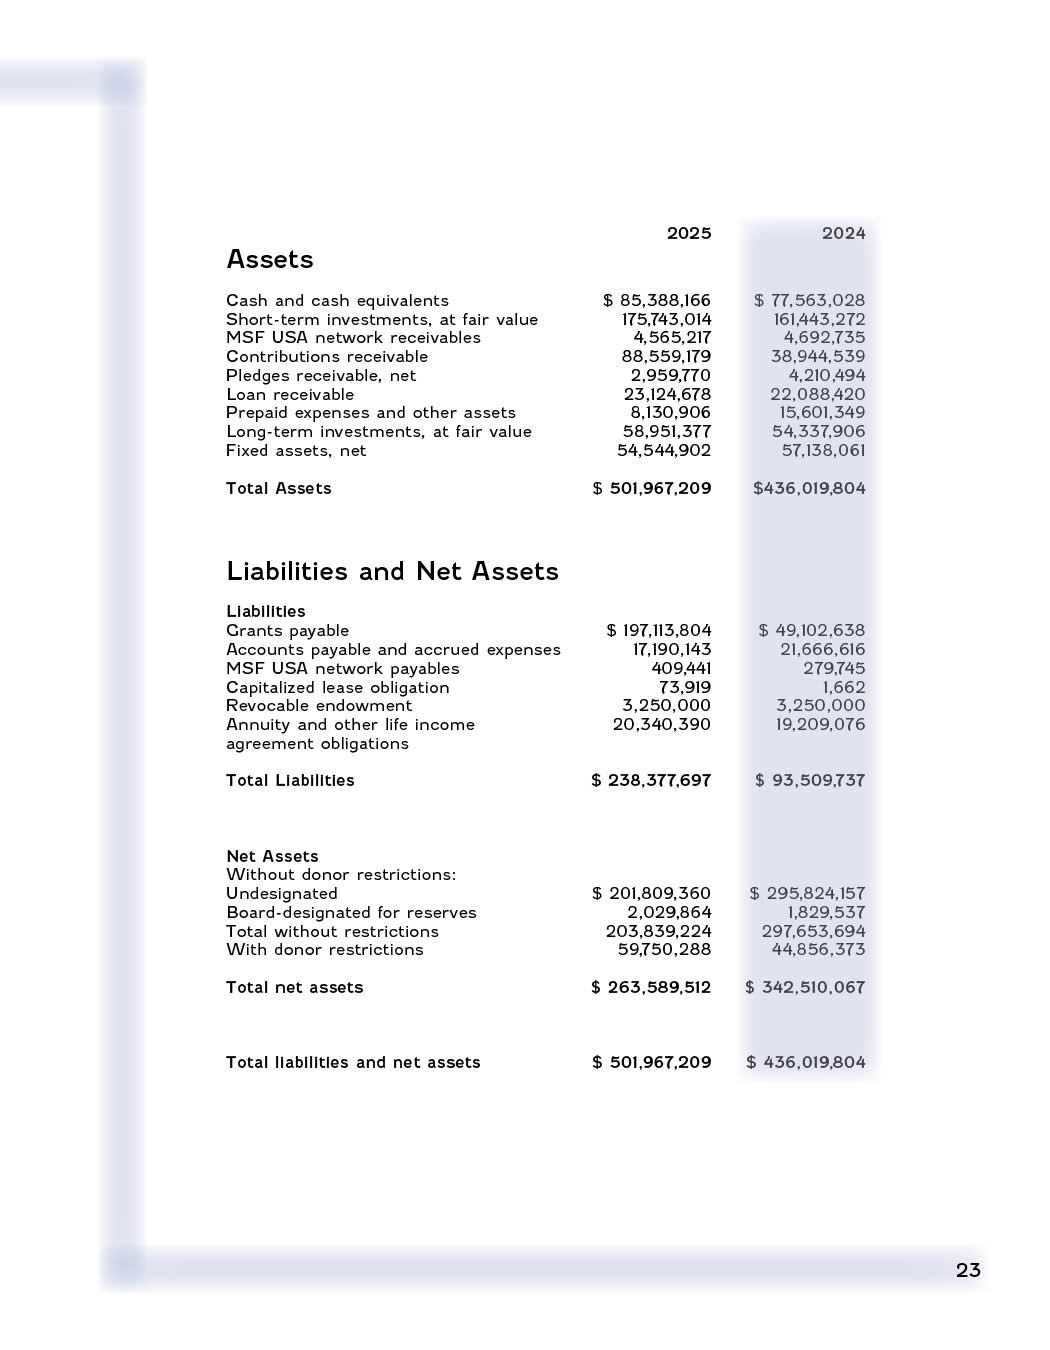 2025 2024
Assets
Cash and cash equivalents $ 85,388,166 $ 77,563,028
Short-term investments, at fair value 175,743,014 161,443,272
MSF USA network receivables 4,565,217 4,692,735
Contributions receivable 88,559,179 38,944,539
Pledges receivable, net 2,959,770 4,210,494
Loan receivable 23,124,678 22,088,420
Prepaid expenses and other assets 8,130,906 15,601,349
Long-term investments, at fair value 58,951,377 54,337,906
Fixed assets, net 54,544,902 57,138,061
Total Assets $ 501,967,209 $436,019,804
Liabilities and Net Assets
Liabilities
Grants payable $ 197,113,804 $ 49,102,638
Accounts payable and accrued expenses 17,190,143 21,666,616
MSF USA network payables 409,441 279,745
Capitalized lease obligation 73,919 1,662
Revocable endowment 3,250,000 3,250,000
Annuity and other life income 20,340,390 19,209,076
agreement obligations
Total Liabilities $ 238,377,697 $ 93,509,737
Net Assets
Without donor restrictions:
Undesignated $ 201,809,360 $ 295,824,157
Board-designated for reserves 2,029,864 1,829,537
Total without restrictions 203,839,224 297,653,694
With donor restrictions 59,750,288 44,856,373
Total net assets $ 263,589,512 $ 342,510,067
Total liabilities and net assets $ 501,967,209 $ 436,019,804
23